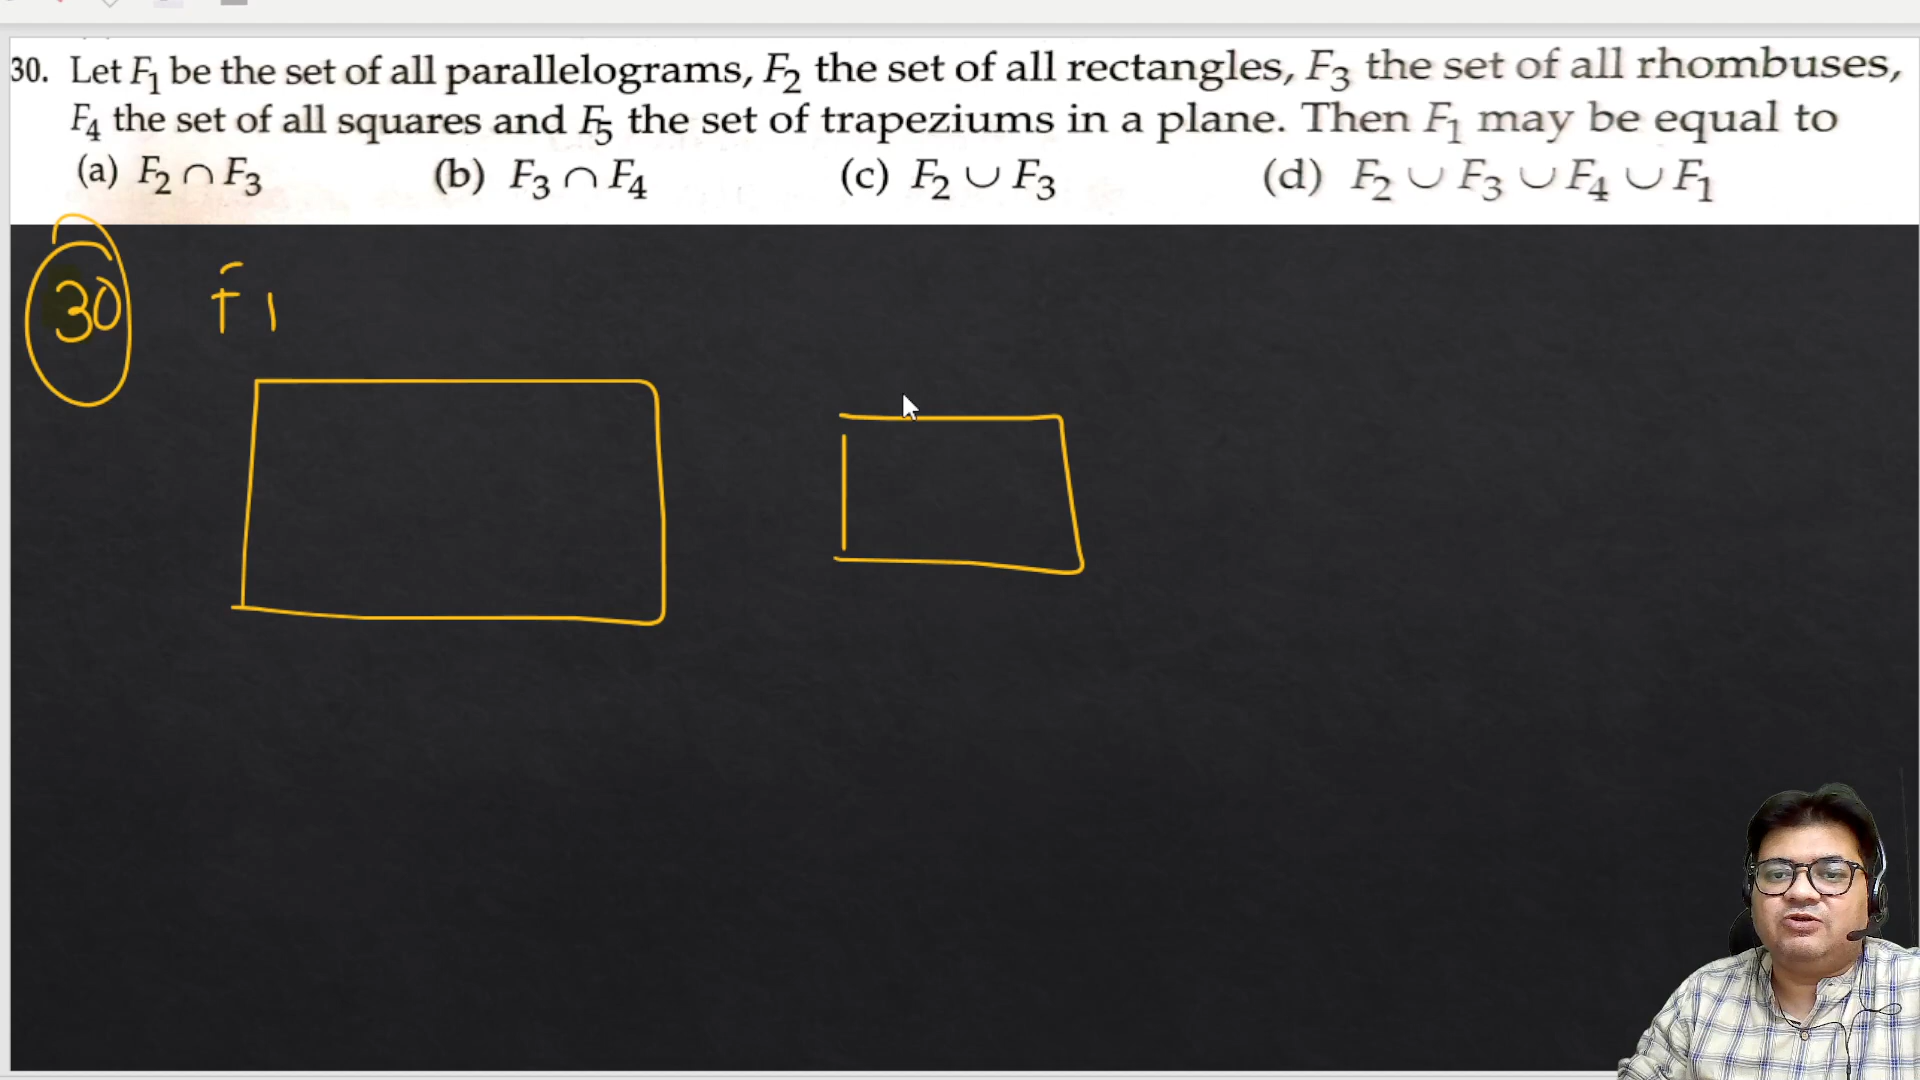 30. Let F₁ be the set of all parallelograms, F₂ the set of all rectangles, F₃ the set of all rhombuses,
F₄ the set of all squares and F₅ the set of trapeziums in a plane. Then F₁ may be equal to
(a) F₂ ∩ F₃ (b) F₃ ∩ F₄ (c) F₂ ∪ F₃ (d) F₂ ∪ F₃ ∪ F₄ ∪ F₁
30 F1